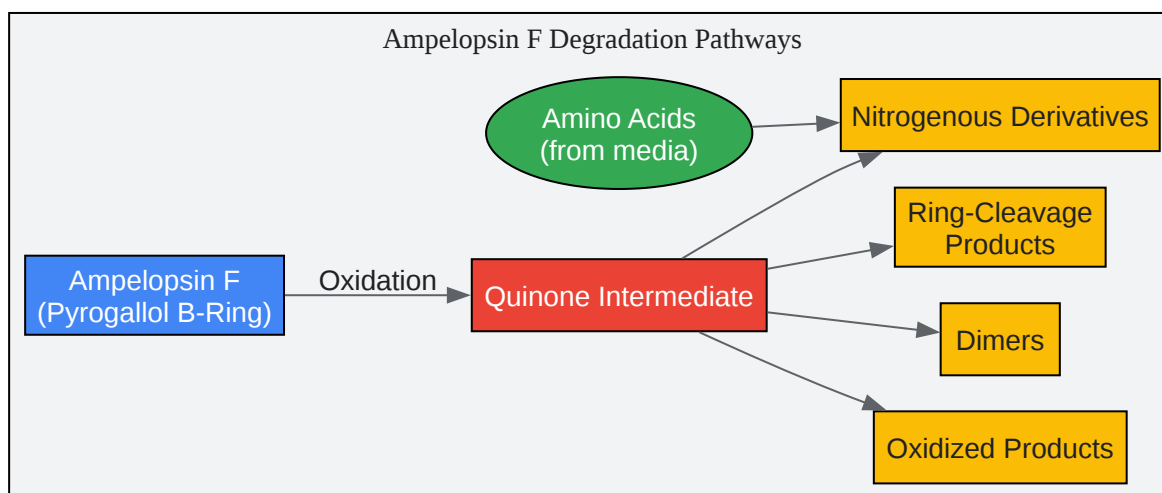 Ampelopsin F Degradation Pathways
Amino Acids
(from media)
Nitrogenous Derivatives
Ring-Cleavage
Products
Ampelopsin F
(Pyrogallol B-Ring)
Oxidation
Quinone Intermediate
Dimers
Oxidized Products